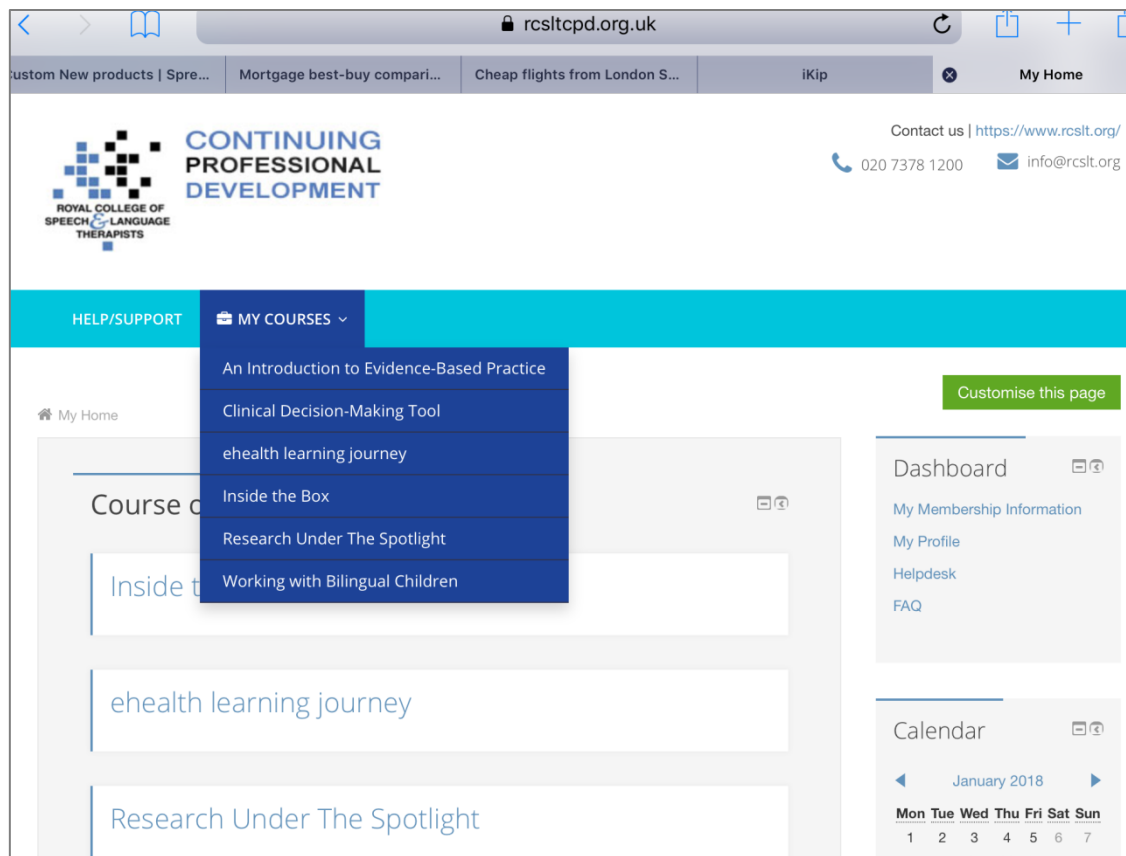 rcsltcpd.org.uk
Custom New products | Spre...
Mortgage best-buy compari...
Cheap flights from London S...
iKip
My Home
CONTINUING
PROFESSIONAL
DEVELOPMENT
ROYAL COLLEGE OF
SPEECH & LANGUAGE
THERAPISTS
Contact us | https://www.rcslt.org/
020 7378 1200 info@rcslt.org
HELP/SUPPORT MY COURSES
An Introduction to Evidence-Based Practice
Clinical Decision-Making Tool
ehealth learning journey
Inside the Box
Research Under The Spotlight
Working with Bilingual Children
Customise this page
My Home
Course o
Inside t
ehealth learning journey
Research Under The Spotlight
Dashboard
My Membership Information
My Profile
Helpdesk
FAQ
Calendar
January 2018
Mon Tue Wed Thu Fri Sat Sun
1 2 3 4 5 6 7